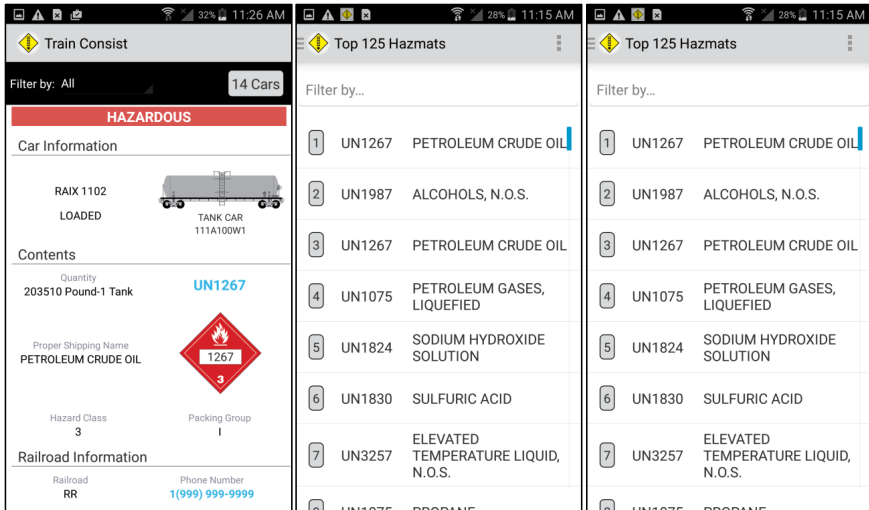 32% 11:26 AM
Train Consist
Filter by: All
14 Cars
HAZARDOUS
Car Information
RAIX 1102
LOADED
TANK CAR
111A100W1
Contents
Quantity
203510 Pound-1 Tank
UN1267
Proper Shipping Name
PETROLEUM CRUDE OIL
1267
3
Hazard Class
3
Packing Group
I
Railroad Information
Railroad
RR
Phone Number
1(999) 999-9999
28% 11:15 AM
Top 125 Hazmats
Filter by...
1 UN1267 PETROLEUM CRUDE OIL
2 UN1987 ALCOHOLS, N.O.S.
3 UN1267 PETROLEUM CRUDE OIL
4 UN1075 PETROLEUM GASES,
LIQUEFIED
5 UN1824 SODIUM HYDROXIDE
SOLUTION
6 UN1830 SULFURIC ACID
7 UN3257 ELEVATED
TEMPERATURE LIQUID,
N.O.S.
28% 11:15 AM
Top 125 Hazmats
Filter by...
1 UN1267 PETROLEUM CRUDE OIL
2 UN1987 ALCOHOLS, N.O.S.
3 UN1267 PETROLEUM CRUDE OIL
4 UN1075 PETROLEUM GASES,
LIQUEFIED
5 UN1824 SODIUM HYDROXIDE
SOLUTION
6 UN1830 SULFURIC ACID
7 UN3257 ELEVATED
TEMPERATURE LIQUID,
N.O.S.